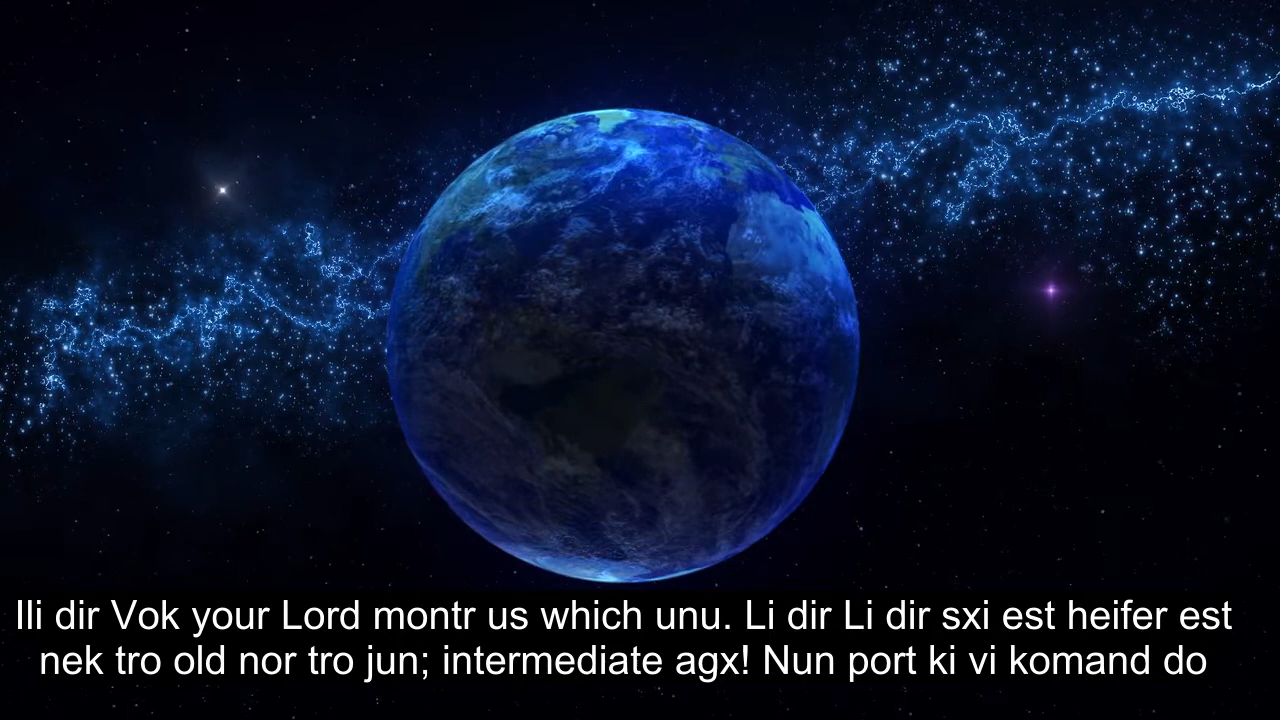 Ili dir Vok your Lord montr us which unu. Li dir Li dir sxi est heifer est
nek tro old nor tro jun; intermediate agx! Nun port ki vi komand do